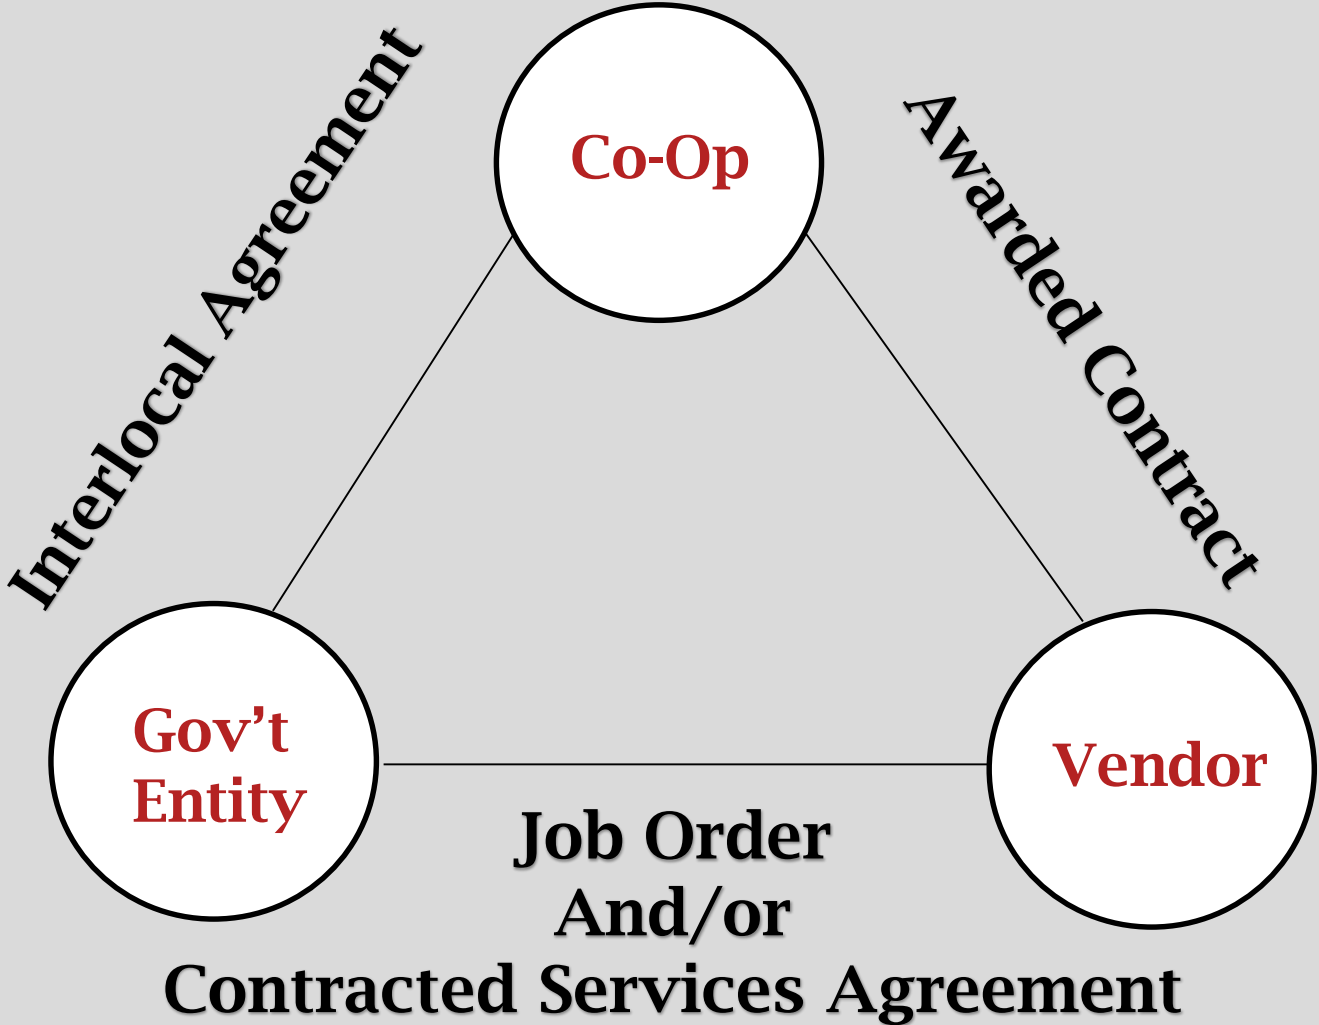 Co-Op
Interlocal Agreement
Awarded Contract
Gov’t
Entity
Vendor
Job Order
And/or
Contracted Services Agreement